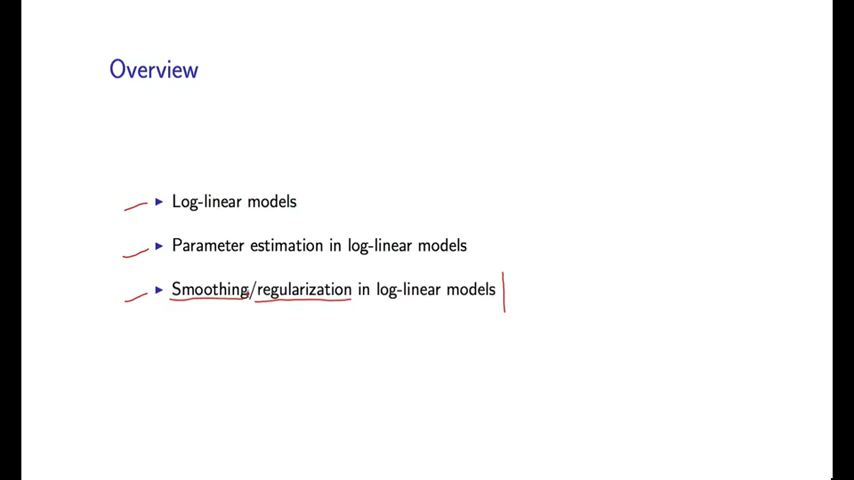 Overview
Log-linear models
Parameter estimation in log-linear models
Smoothing/regularization in log-linear models